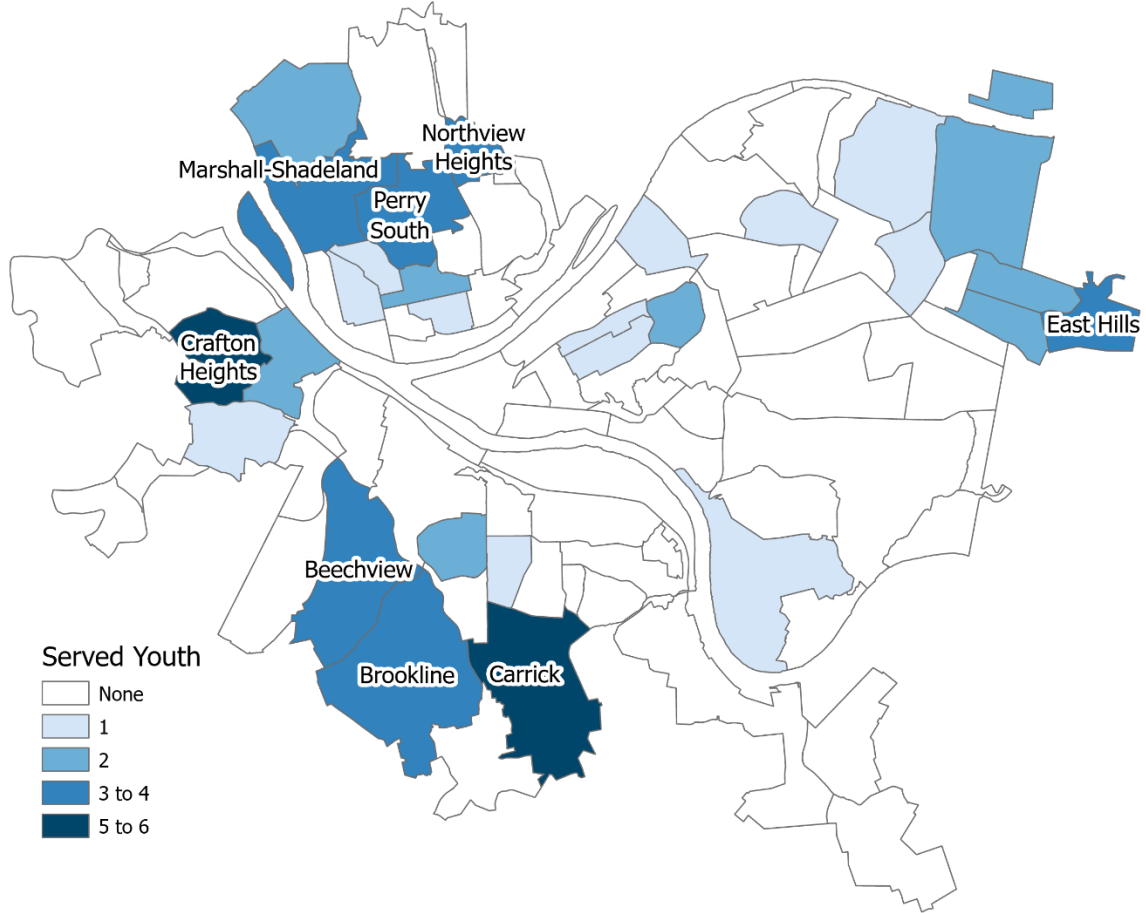 Northview
Heights
Marshall-Shadeland
Perry
South
East Hills
Crafton
Heights
Beechview
Brookline
Carrick
Served Youth
None
1
2
3 to 4
5 to 6